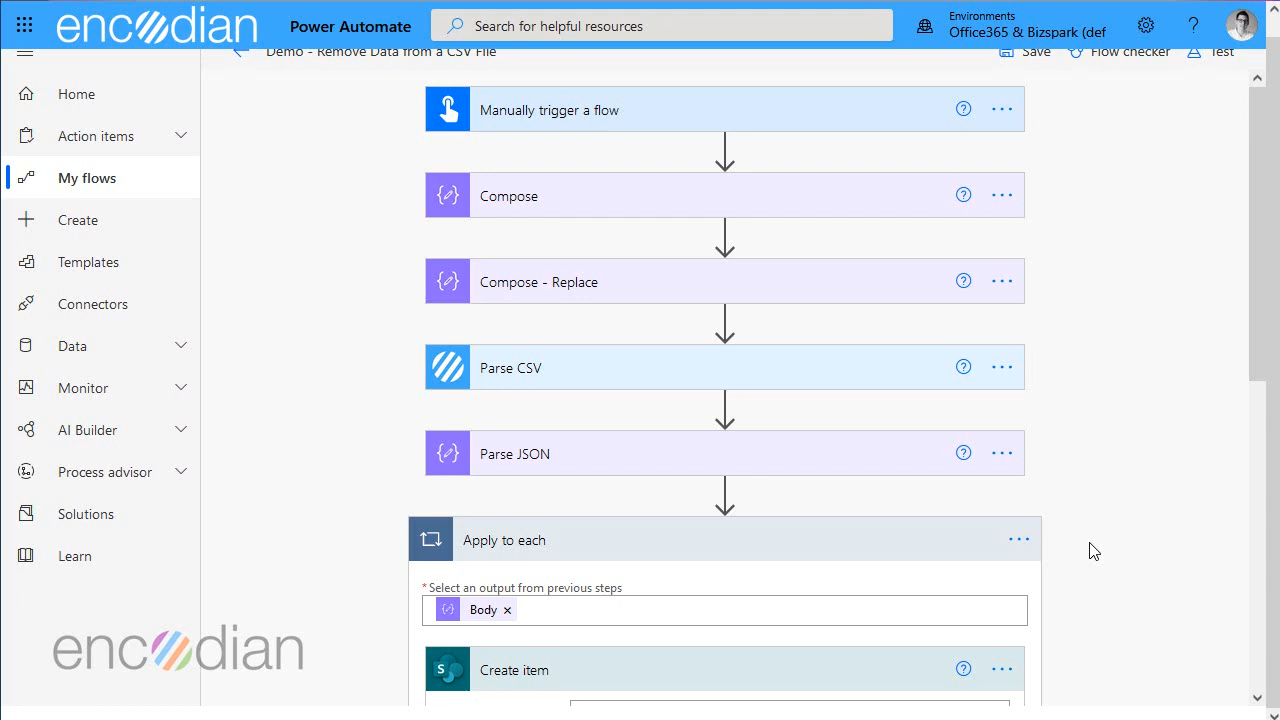 encodian
Power Automate
Search for helpful resources
Environments
Office365 & Bizspark (def
Demo - Remove Data from a CSV File
Save
Flow checker
Test
Home
Action items
My flows
Create
Templates
Connectors
Data
Monitor
AI Builder
Process advisor
Solutions
Learn
Manually trigger a flow
Compose
Compose - Replace
Parse CSV
Parse JSON
Apply to each
* Select an output from previous steps
Body
Create item
encodian